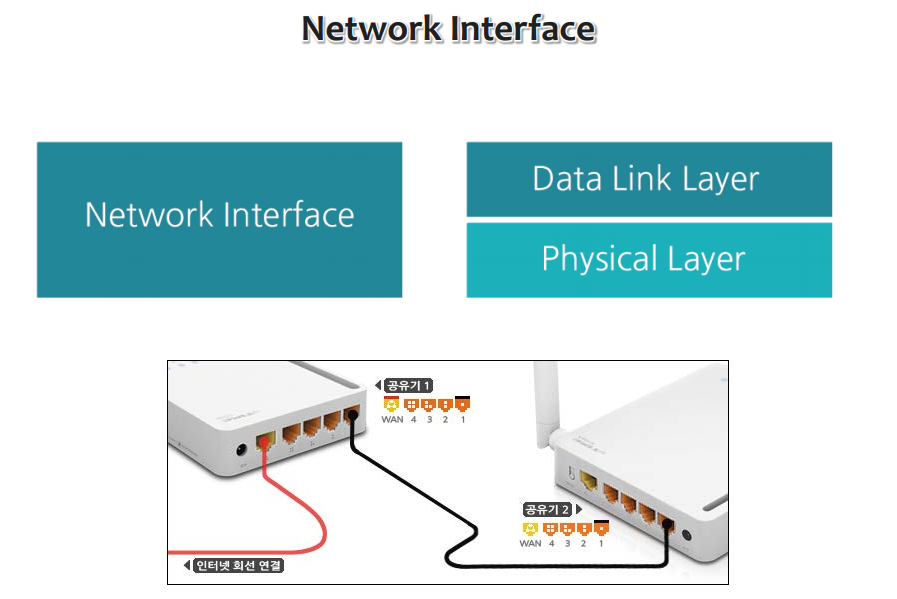 Network Interface
Network Interface
Data Link Layer
Physical Layer
공유기 1
WAN 4 3 2 1
공유기 2
WAN 4 3 2 1
인터넷 회선 연결